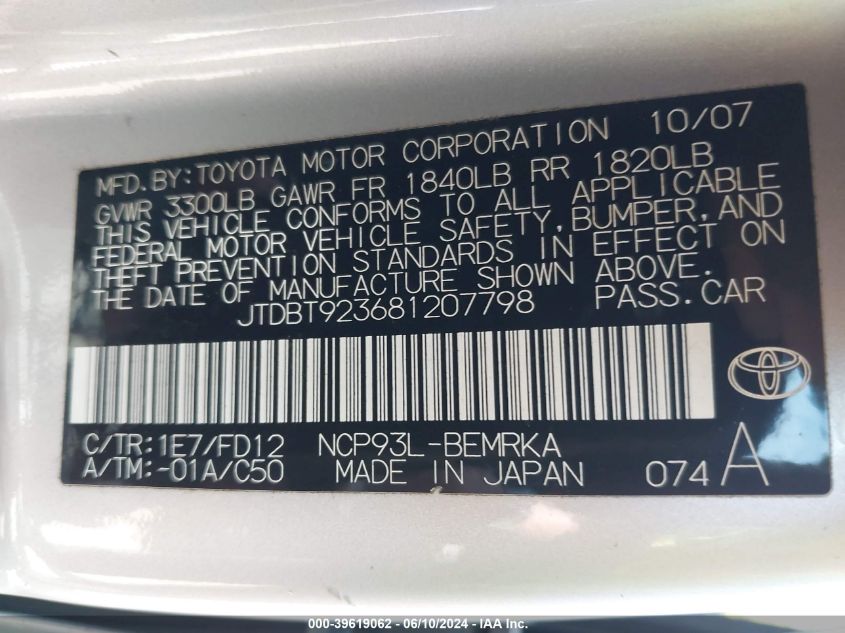 MFD.BY:TOYOTA MOTOR CORPORATION 10/07
GVWR 3300LB GAWR FR 1840LB RR 1820LB
THIS VEHICLE CONFORMS TO ALL APPLICABLE
FEDERAL MOTOR VEHICLE SAFETY,BUMPER,AND
THEFT PREVENTION STANDARDS IN EFFECT ON
THE DATE OF MANUFACTURE SHOWN ABOVE.
JTDBT923681207798 PASS.CAR
C/TR:1E7/FD12 NCP93L-BEMRKA
A/TM:-01A/C50 MADE IN JAPAN 074 A
000-39619062 - 06/10/2024 - IAA Inc.